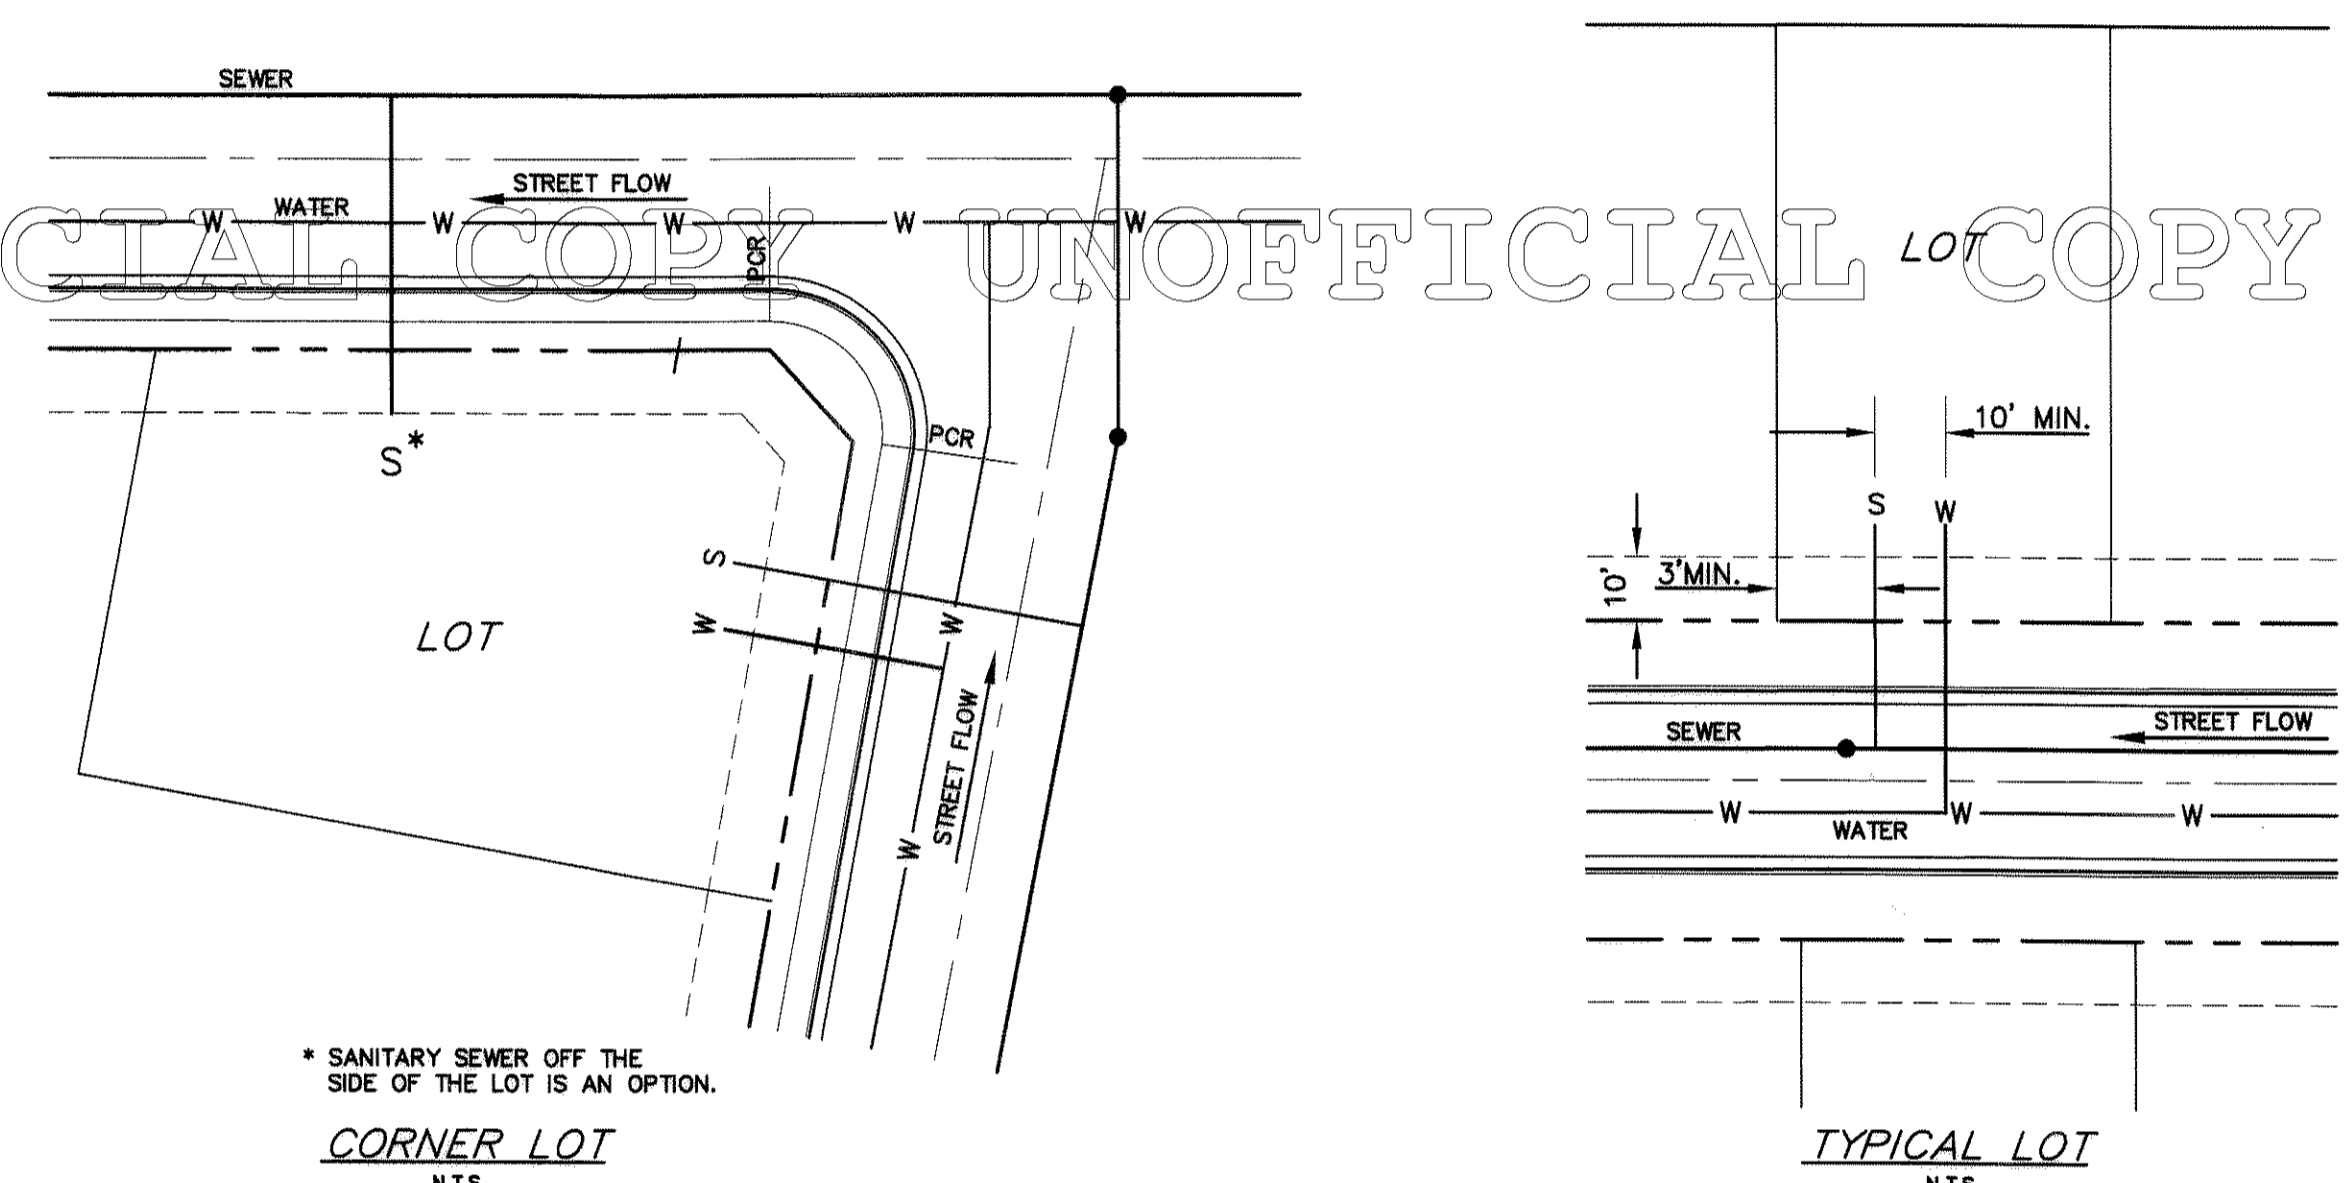 SEWER
STREET FLOW
WATER
W W W W W
PCR
CIAL COPY UNOFFICIAL COPY
PCR
S*
S
W
W
LOT
STREET FLOW
W
* SANITARY SEWER OFF THE
SIDE OF THE LOT IS AN OPTION.
CORNER LOT
N.T.S.
LOT
10' MIN.
S
W
10'
3'MIN.
SEWER
STREET FLOW
W W W
WATER
TYPICAL LOT
N.T.S.